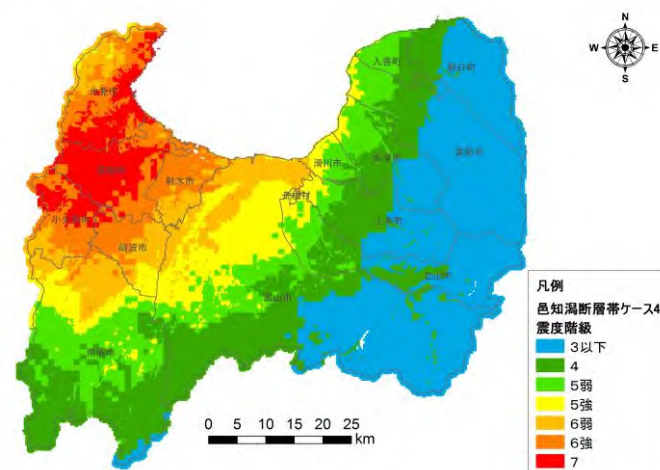 N
W E
S
入善町
朝日町
氷見市
黒部市
魚津市
高岡市
滑川市
射水市
舟橋村
小矢部市
上市町
砺波市
立山町
富山市
南砺市
凡例
邑知潟断層帯ケース4
震度階級
3以下
4
5弱
5強
6弱
6強
7
0 5 10 15 20 25
km